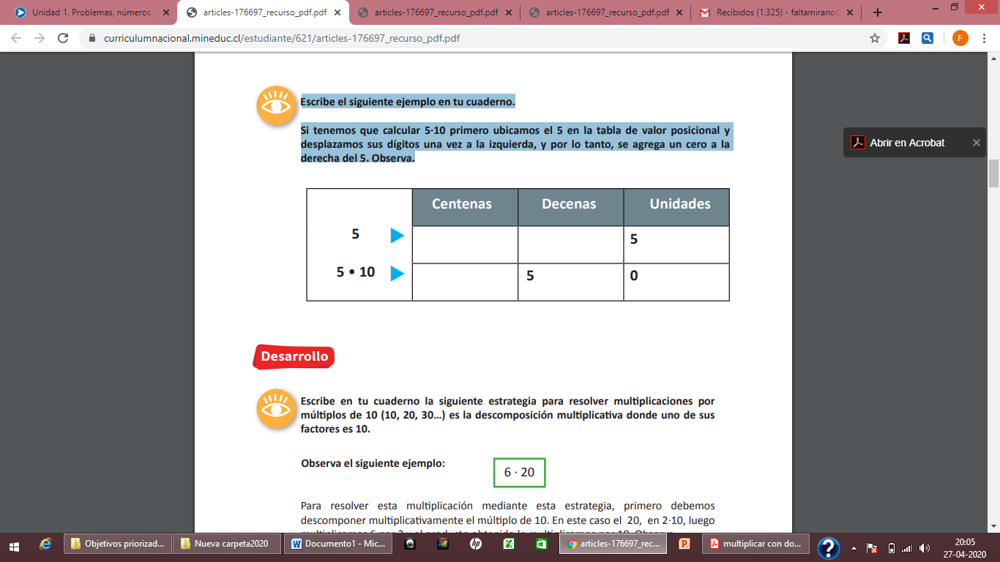 Unidad 1. Problemas, números y
articles-176697_recurso_pdf.pdf
articles-176697_recurso_pdf.pdf
articles-176697_recurso_pdf.pdf
Recibidos (1.325) - faltamirano@
curriculumnacional.mineduc.cl/estudiante/621/articles-176697_recurso_pdf.pdf
F
Escribe el siguiente ejemplo en tu cuaderno.
Si tenemos que calcular 5·10 primero ubicamos el 5 en la tabla de valor posicional y
desplazamos sus dígitos una vez a la izquierda, y por lo tanto, se agrega un cero a la
derecha del 5. Observa.
Abrir en Acrobat
Centenas Decenas Unidades
5 5
5 • 10 5 0
Desarrollo
Escribe en tu cuaderno la siguiente estrategia para resolver multiplicaciones por
múltiplos de 10 (10, 20, 30...) es la descomposición multiplicativa donde uno de sus
factores es 10.
Observa el siguiente ejemplo:
6 · 20
Para resolver esta multiplicación mediante esta estrategia, primero debemos
descomponer multiplicativamente el múltiplo de 10. En este caso el 20, en 2·10, luego
Objetivos priorizad...
Nueva carpeta2020
Documento1 - Mic...
hp
articles-176697_rec...
multiplicar con do...
20:05
27-04-2020